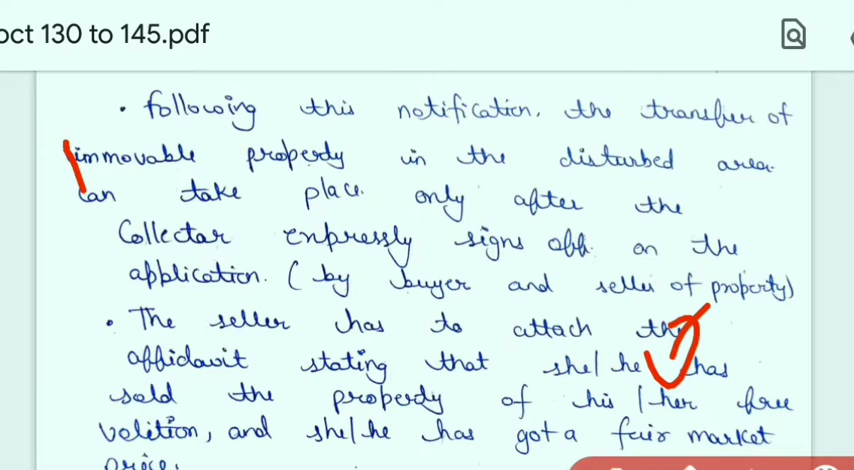 oct 130 to 145.pdf
• following this notification, the transfer of
immovable property in the disturbed area
can take place only after the
Collector enpressly signs off on the
application. (by buyer and seller of property)
• The seller has to attach the
affidavit stating that she/he has
sold the property of his/her free
volition, and she/he has got a fair market
price.